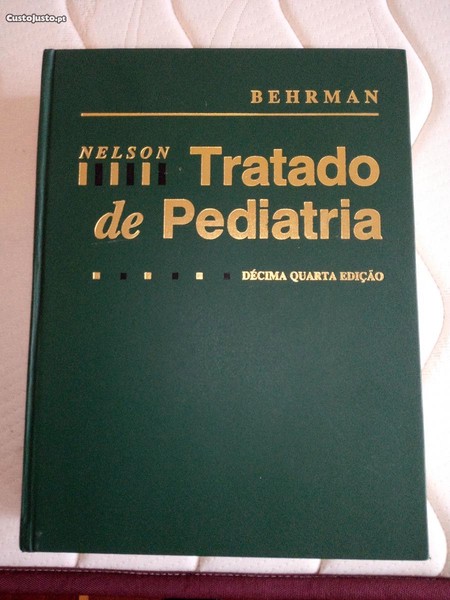 CustoJusto.pt
BEHRMAN
NELSON
Tratado
de Pediatria
DÉCIMA QUARTA EDIÇÃO